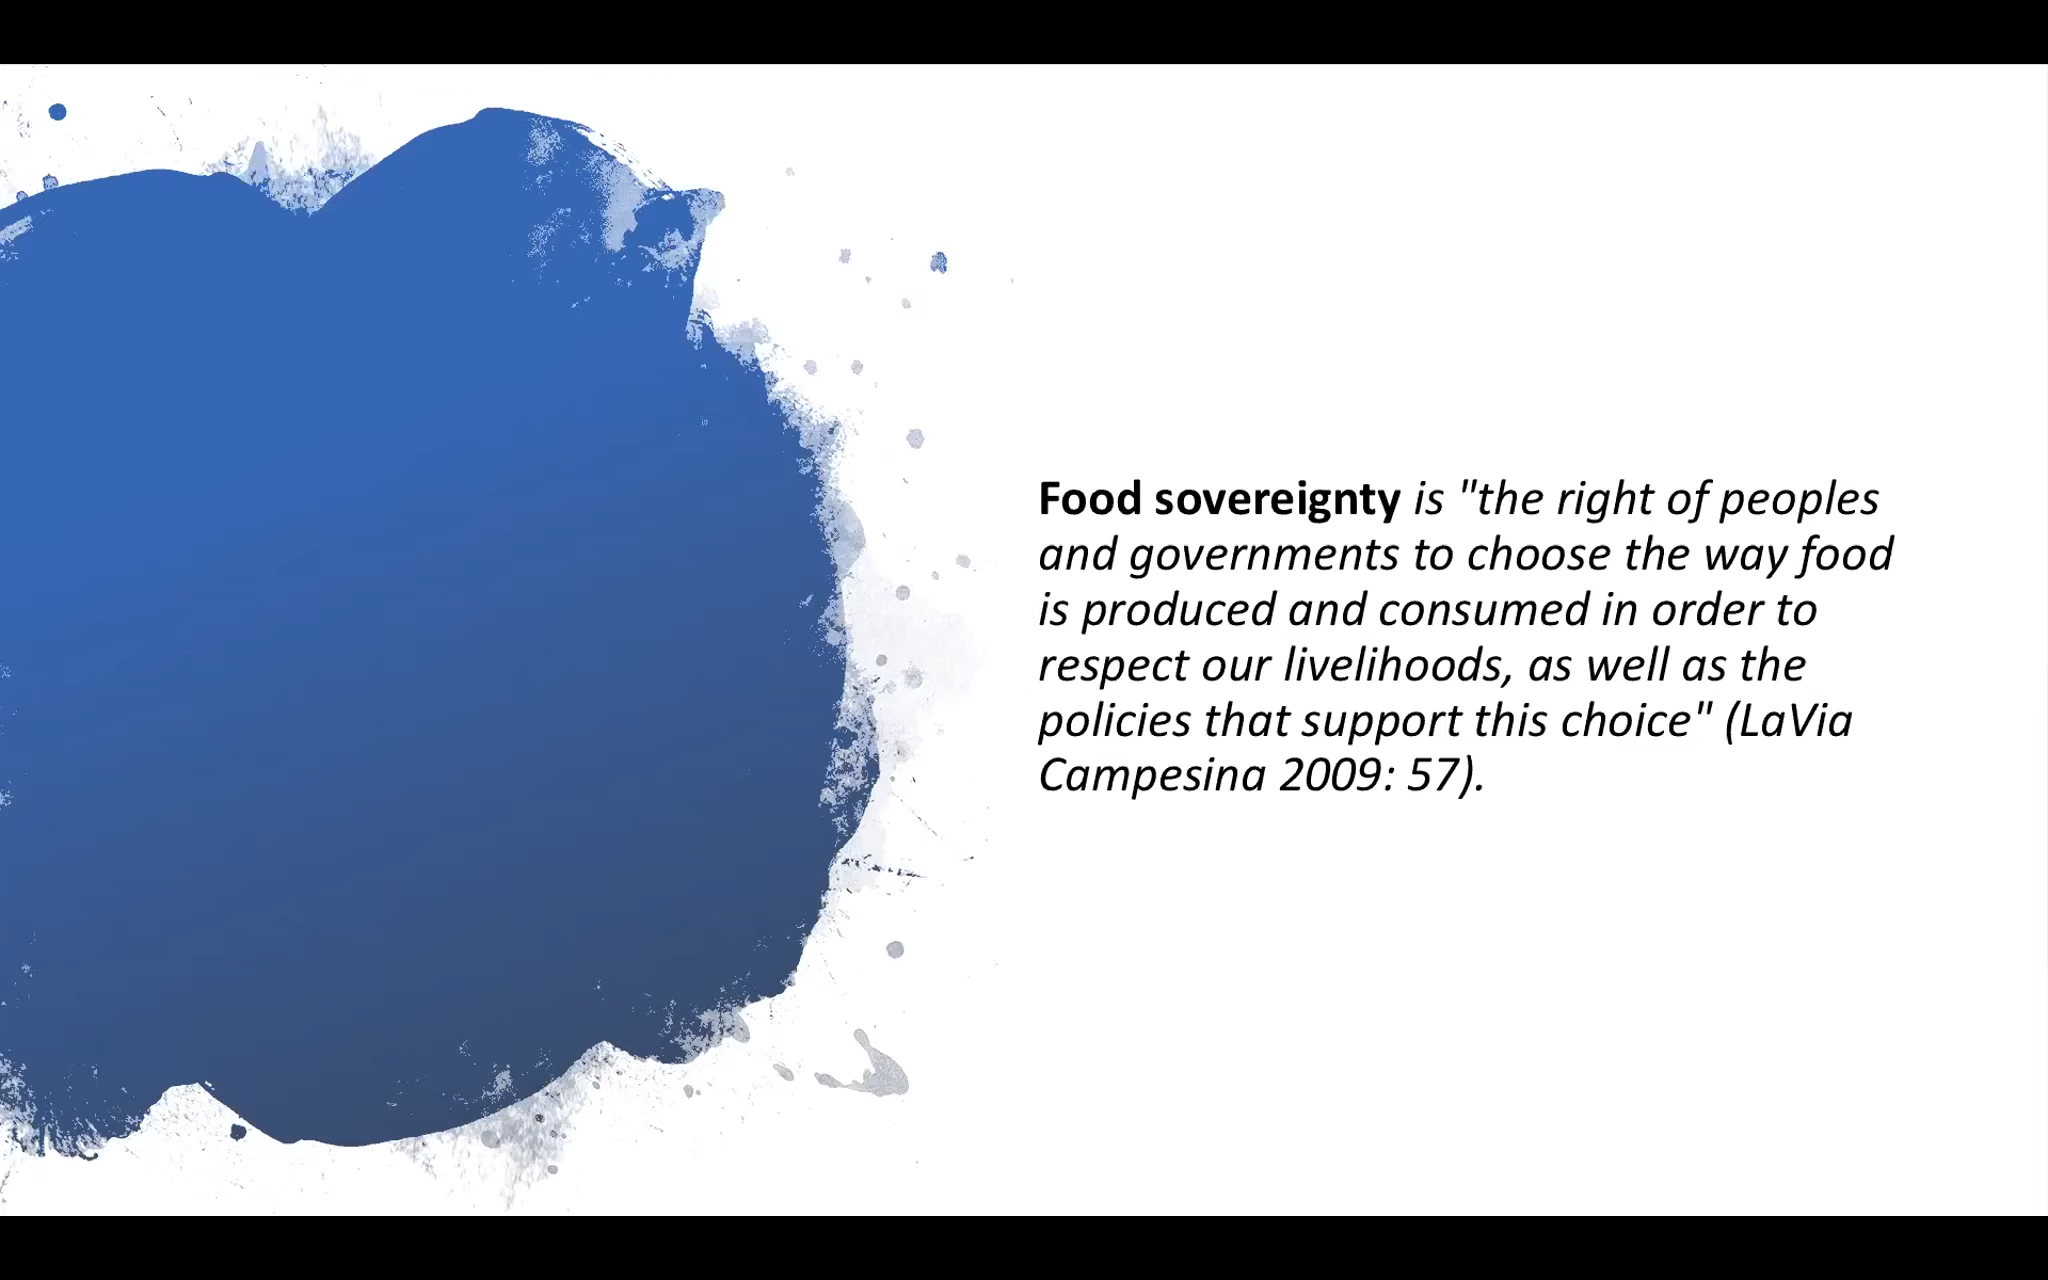 Food sovereignty is "the right of peoples
and governments to choose the way food
is produced and consumed in order to
respect our livelihoods, as well as the
policies that support this choice" (LaVia
Campesina 2009: 57).